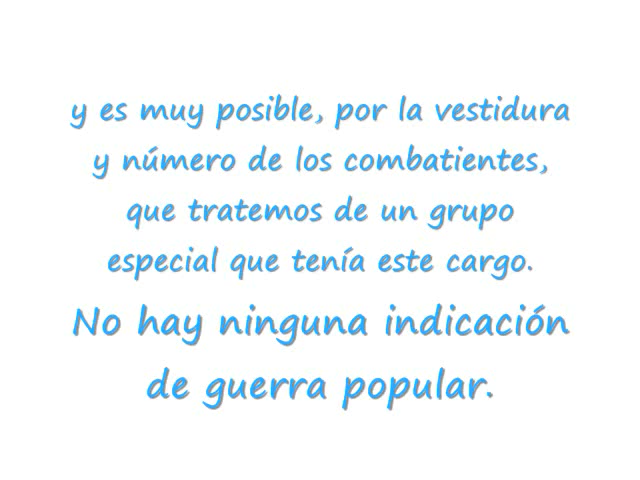 y es muy posible, por la vestidura
y número de los combatientes,
que tratemos de un grupo
especial que tenía este cargo.
No hay ninguna indicación
de guerra popular.